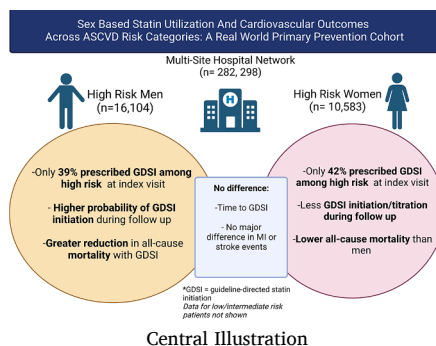 Sex Based Statin Utilization And Cardiovascular Outcomes
Across ASCVD Risk Categories: A Real World Primary Prevention Cohort
Multi-Site Hospital Network
(n= 282, 298)
High Risk Men
(n=16,104)
H
High Risk Women
(n= 10,583)
-Only 39% prescribed GDSI among
high risk at index visit
-Higher probability of GDSI
initiation during follow up
-Greater reduction in all-cause
mortality with GDSI
No difference:
-Time to GDSI
-No major
difference in MI or
stroke events
-Only 42% prescribed GDSI
among high risk at index visit
-Less GDSI initiation/titration
during follow up
-Lower all-cause mortality than
men
*GDSI = guideline-directed statin
initiation
Data for low/intermediate risk
patients not shown
Central Illustration